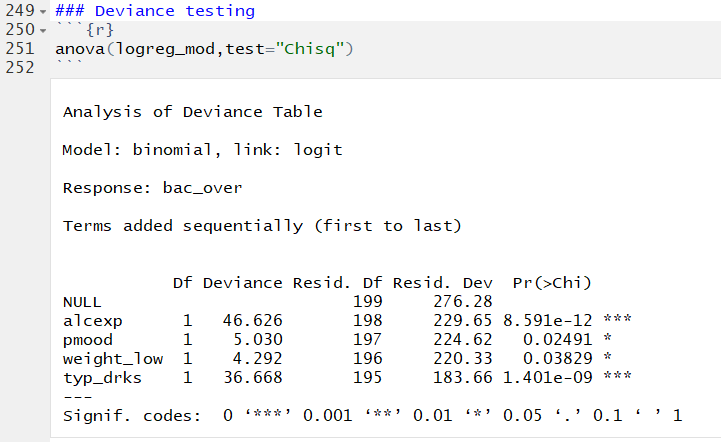 249 ### Deviance testing
250 ```{r}
251 anova(logreg_mod,test="Chisq")
252 ```
Analysis of Deviance Table
Model: binomial, link: logit
Response: bac_over
Terms added sequentially (first to last)
Df Deviance Resid. Df Resid. Dev Pr(>Chi)
NULL 199 276.28
alcexp 1 46.626 198 229.65 8.591e-12 ***
pmood 1 5.030 197 224.62 0.02491 *
weight_low 1 4.292 196 220.33 0.03829 *
typ_drks 1 36.668 195 183.66 1.401e-09 ***
---
Signif. codes: 0 ‘***’ 0.001 ‘**’ 0.01 ‘*’ 0.05 ‘.’ 0.1 ‘ ’ 1